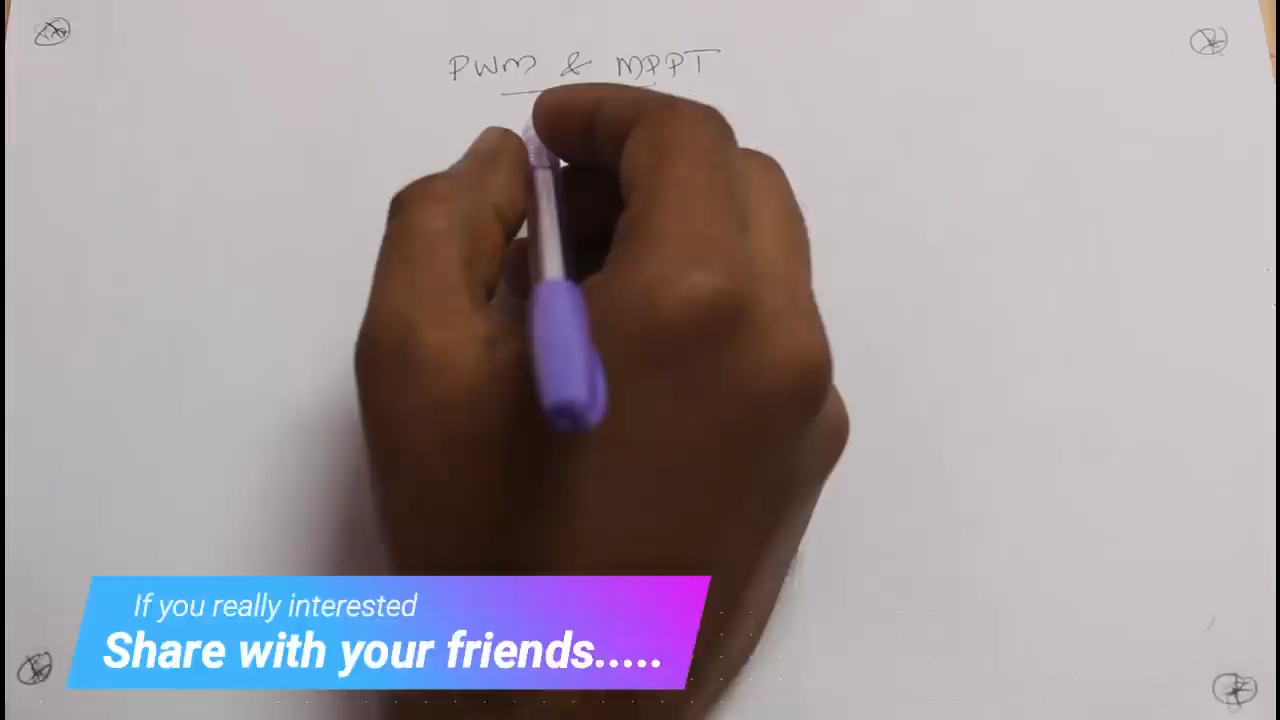 PWM & MPPT
If you really interested
Share with your friends.....